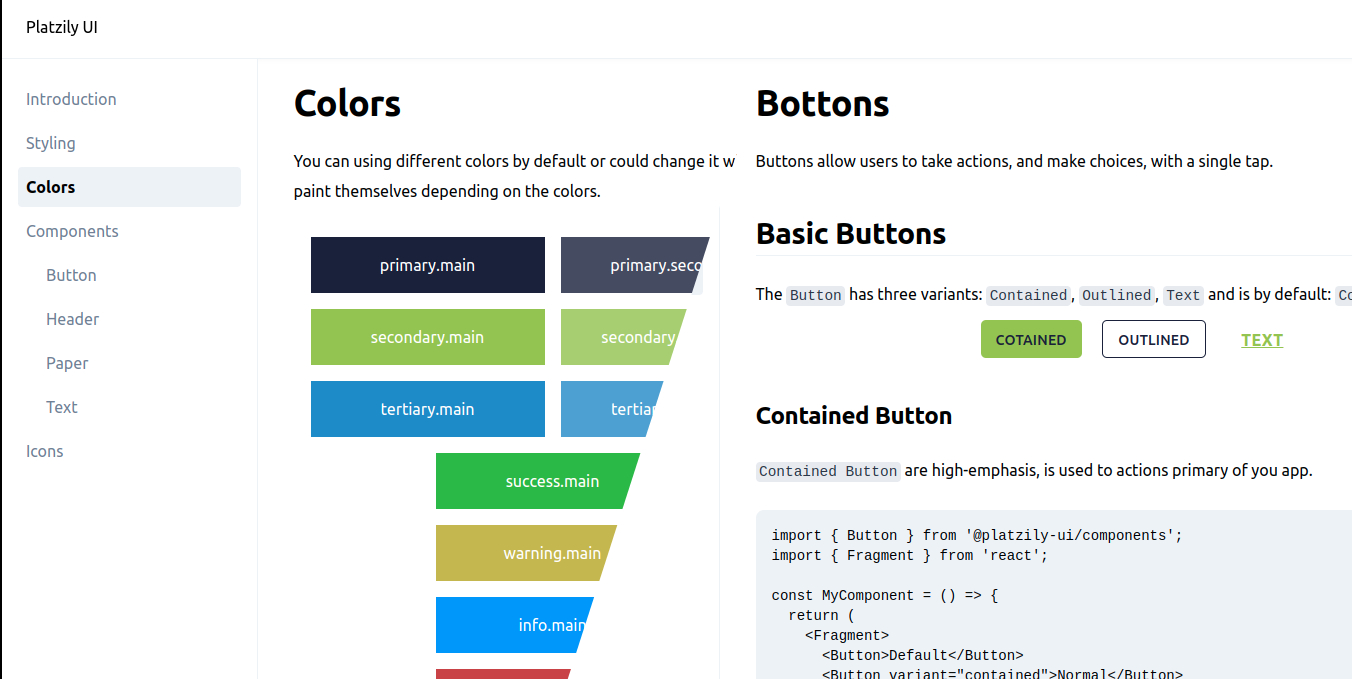 Platzily UI
Introduction
Styling
Colors
Components
Button
Header
Paper
Text
Icons
Colors
You can using different colors by default or could change it w
paint themselves depending on the colors.
primary.main
primary.seco
secondary.main
secondary
tertiary.main
tertiar
success.main
warning.main
info.main
Bottons
Buttons allow users to take actions, and make choices, with a single tap.
Basic Buttons
The Button has three variants: Contained, Outlined, Text and is by default: Co
COTAINED OUTLINED TEXT
Contained Button
Contained Button are high-emphasis, is used to actions primary of you app.
import { Button } from '@platzily-ui/components';
import { Fragment } from 'react';
const MyComponent = () => {
return (
<Fragment>
<Button>Default</Button>
<Button variant="contained">Normal</Button>